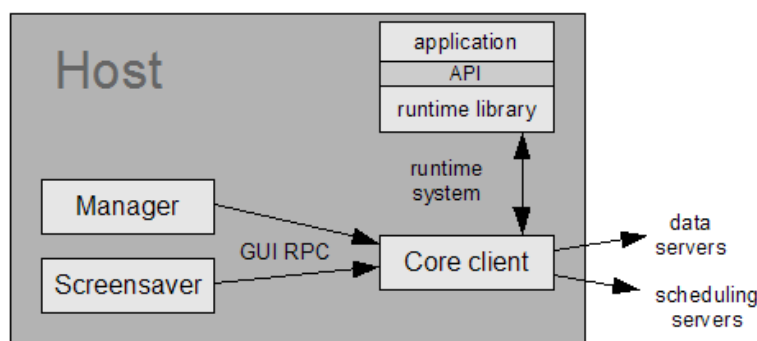 Host
application
API
runtime library
runtime
system
Manager
GUI RPC
Screensaver
Core client
data
servers
scheduling
servers